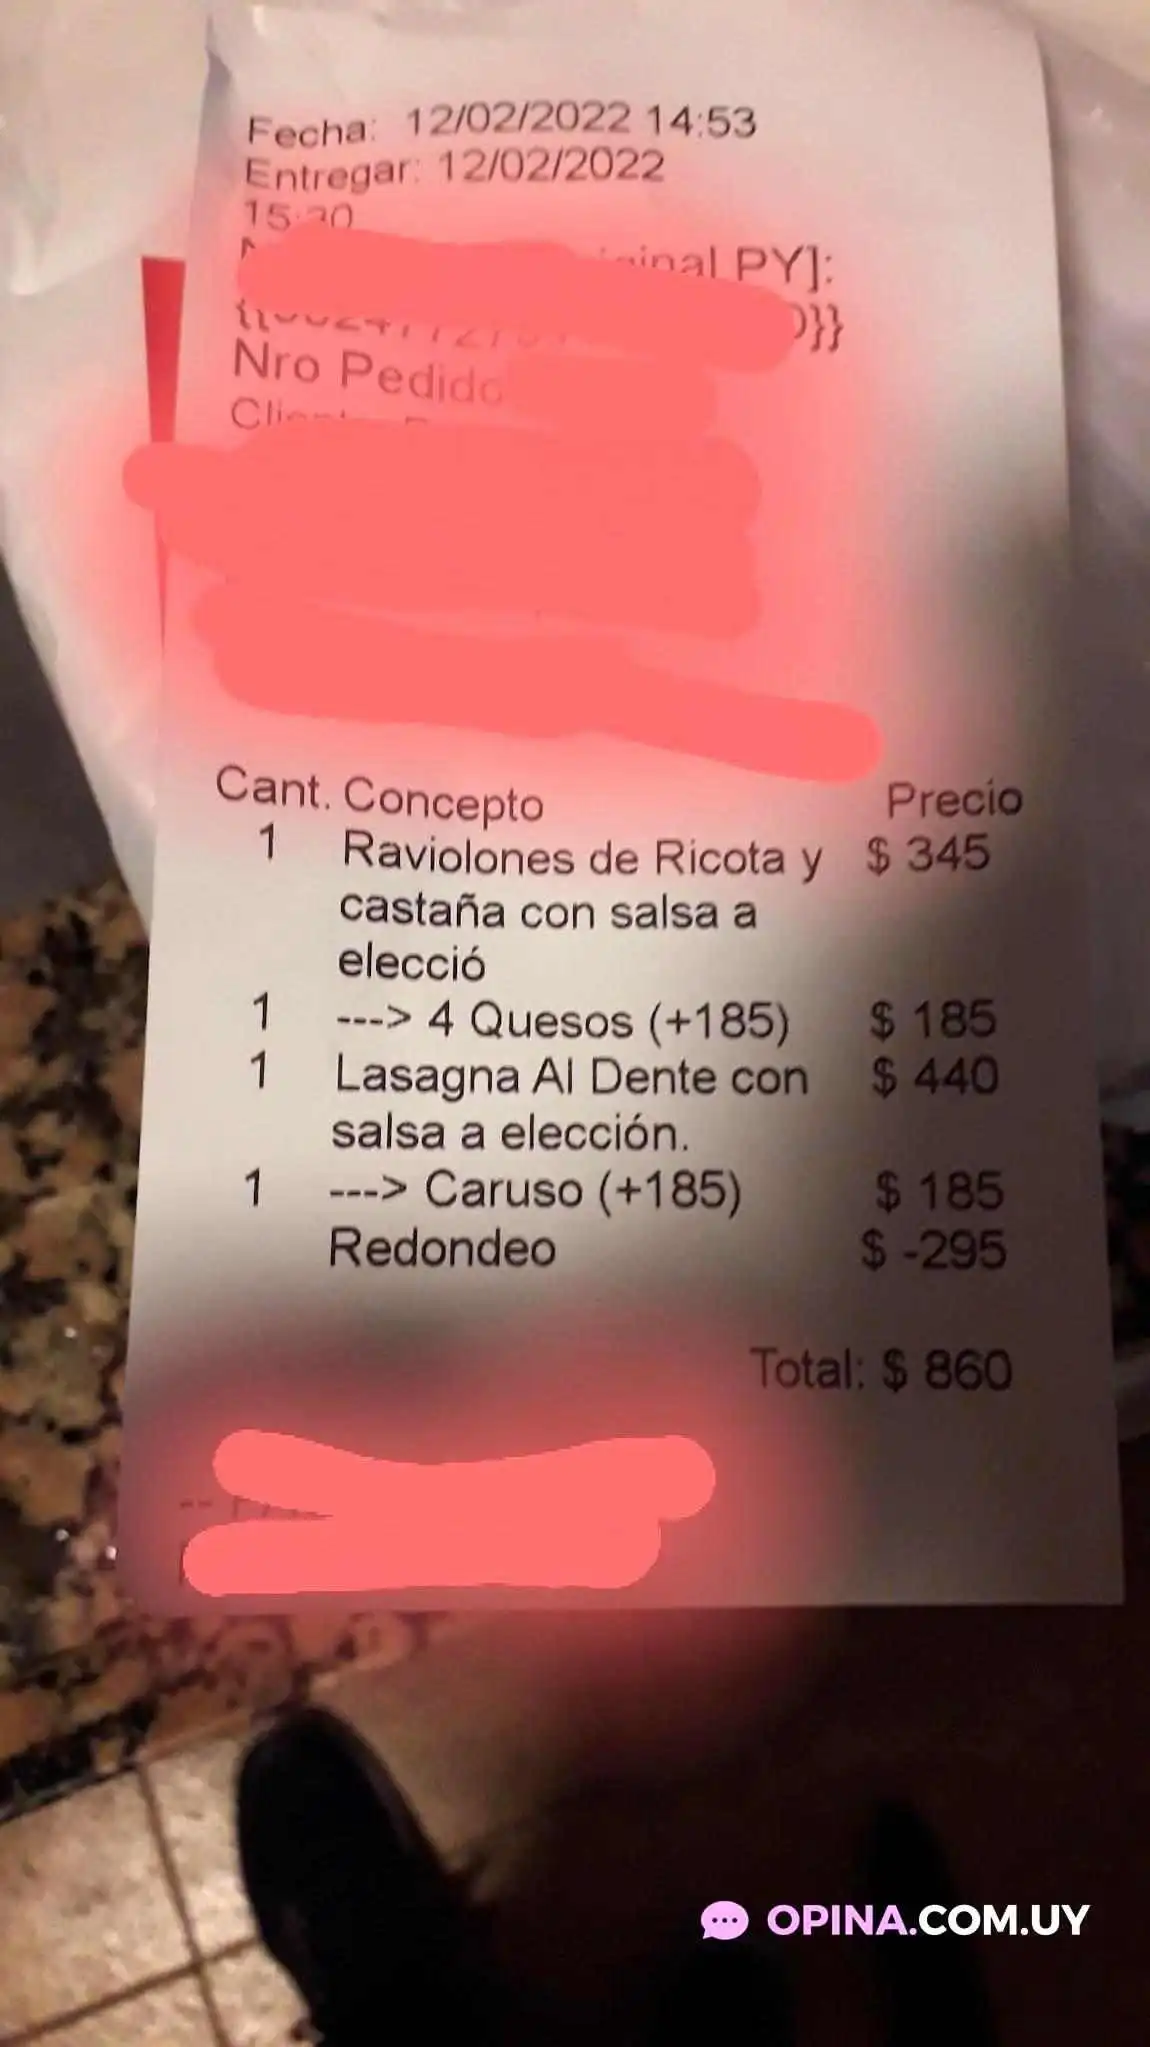 Fecha: 12/02/2022 14:53
Entregar: 12/02/2022
PY]:
Nro Pedido
Cant. Concepto Precio
1 Raviolones de Ricota y $ 345
castaña con salsa a
elecció
1 ---> 4 Quesos (+185) $ 185
1 Lasagna Al Dente con $ 440
salsa a elección.
1 ---> Caruso (+185) $ 185
Redondeo $ -295
Total: $ 860
OPINA.COM.UY